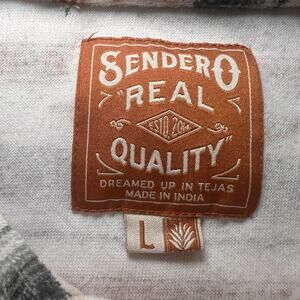 SENDERO
"REAL
ESTD. 2014
QUALITY"
DREAMED UP IN TEJAS
MADE IN INDIA
L